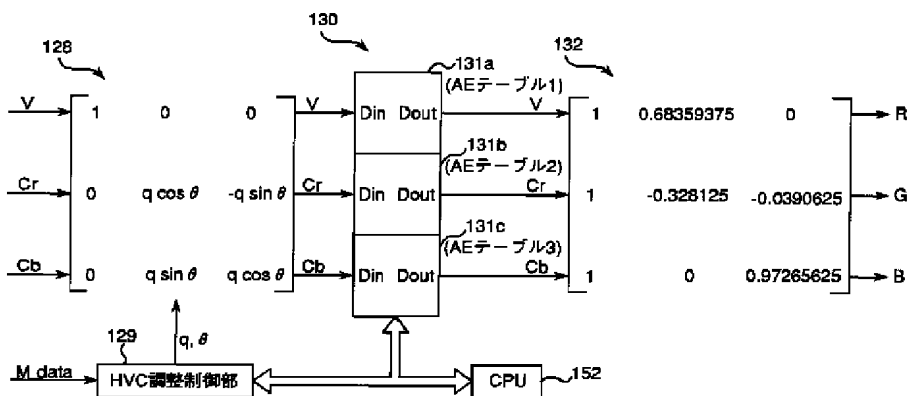 128
130
132
131a
(AEテーブル1)
V
1 0 0
V
Din Dout
V
1 0.68359375 0
R
131b
(AEテーブル2)
Cr
0 q cos θ -q sin θ
Cr
Din Dout
Cr
1 -0.328125 -0.0390625
G
131c
(AEテーブル3)
Cb
0 q sin θ q cos θ
Cb
Din Dout
Cb
1 0 0.97265625
B
129
q, θ
M_data
HVC調整制御部
CPU
152